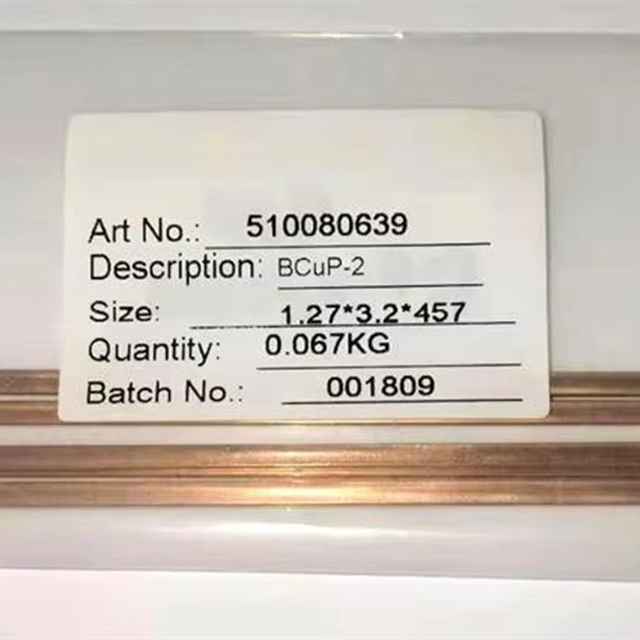 Art No.: 510080639
Description: BCuP-2
Size: 1.27*3.2*457
Quantity: 0.067KG
Batch No.: 001809